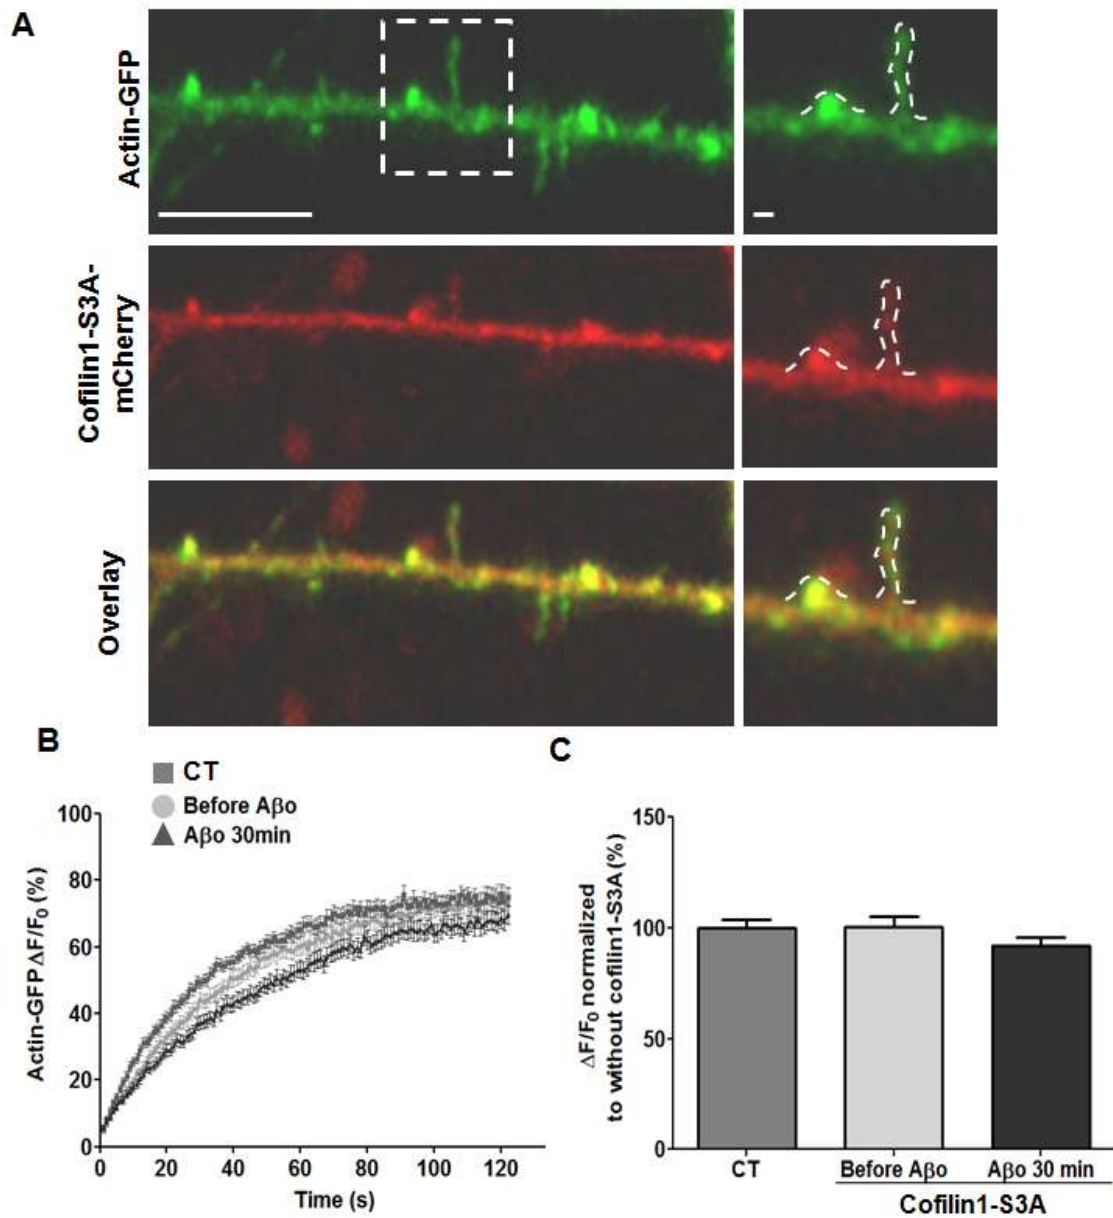 A
Actin-GFP
Cofilin1-S3A-
mCherry
Overlay
B
CT
Before Aβo
Aβo 30min
Actin-GFP ΔF/F₀ (%)
100
80
60
40
20
0
0 20 40 60 80 100 120
Time (s)
C
ΔF/F₀ normalized
to without cofilin1-S3A (%)
150
100
50
0
CT Before Aβo Aβo 30 min
Cofilin1-S3A